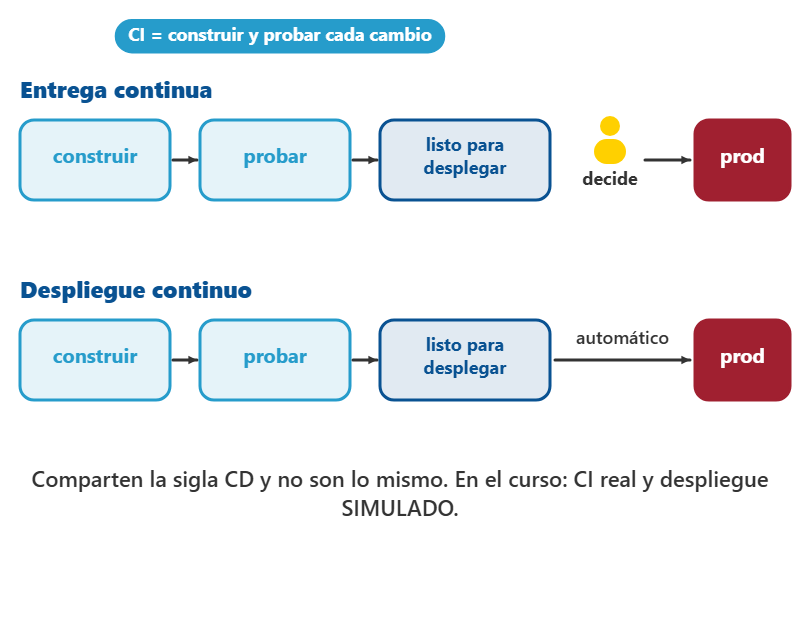 CI = construir y probar cada cambio
Entrega continua
construir
probar
listo para
desplegar
decide
prod
Despliegue continuo
construir
probar
listo para
desplegar
automático
prod
Comparten la sigla CD y no son lo mismo. En el curso: CI real y despliegue
SIMULADO.